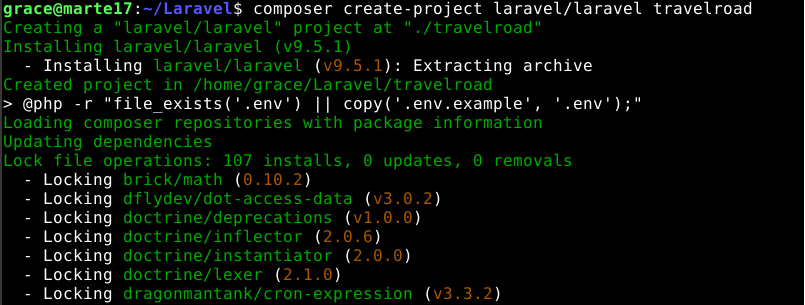 grace@marte17:~/Laravel$ composer create-project laravel/laravel travelroad
Creating a "laravel/laravel" project at "./travelroad"
Installing laravel/laravel (v9.5.1)
  - Installing laravel/laravel (v9.5.1): Extracting archive
Created project in /home/grace/Laravel/travelroad
> @php -r "file_exists('.env') || copy('.env.example', '.env');"
Loading composer repositories with package information
Updating dependencies
Lock file operations: 107 installs, 0 updates, 0 removals
  - Locking brick/math (0.10.2)
  - Locking dflydev/dot-access-data (v3.0.2)
  - Locking doctrine/deprecations (v1.0.0)
  - Locking doctrine/inflector (2.0.6)
  - Locking doctrine/instantiator (2.0.0)
  - Locking doctrine/lexer (2.1.0)
  - Locking dragonmantank/cron-expression (v3.3.2)